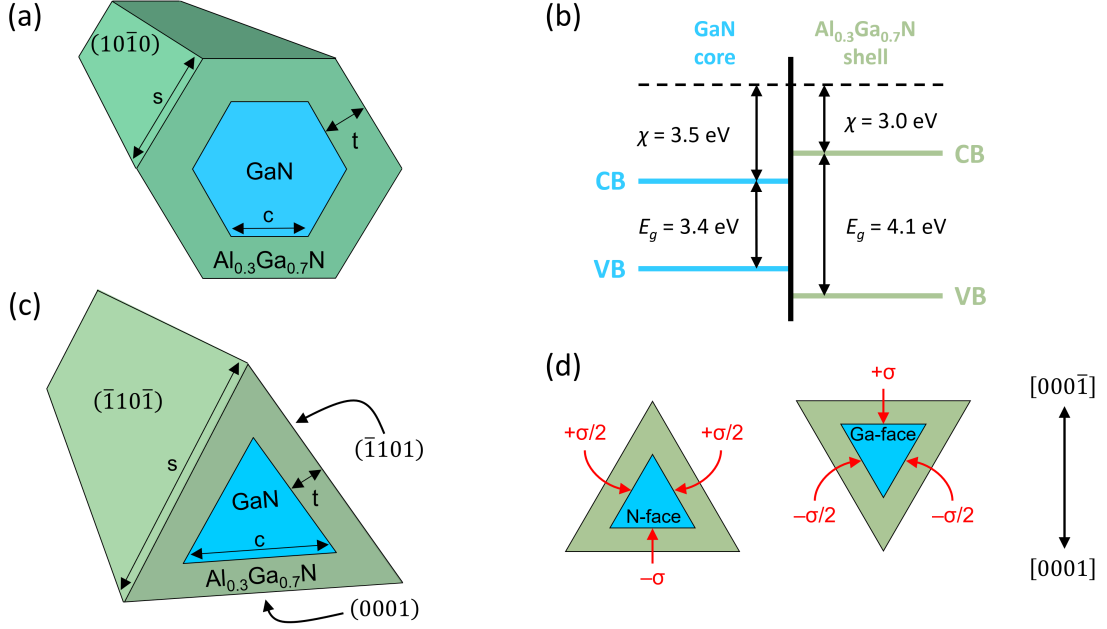 (a)
(101̅0)
s
t
GaN
c
Al0.3Ga0.7N
(b)
GaN
core
Al0.3Ga0.7N
shell
χ = 3.5 eV
χ = 3.0 eV
CB
CB
Eg = 3.4 eV
Eg = 4.1 eV
VB
VB
(c)
(1̅101̅)
s
(1̅101)
GaN
t
c
Al0.3Ga0.7N
(0001)
(d)
+σ/2
+σ/2
N-face
−σ
+σ
Ga-face
−σ/2
−σ/2
[0001̅]
[0001]